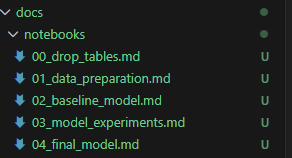 docs
notebooks
00_drop_tables.md U
01_data_preparation.md U
02_baseline_model.md U
03_model_experiments.md U
04_final_model.md U